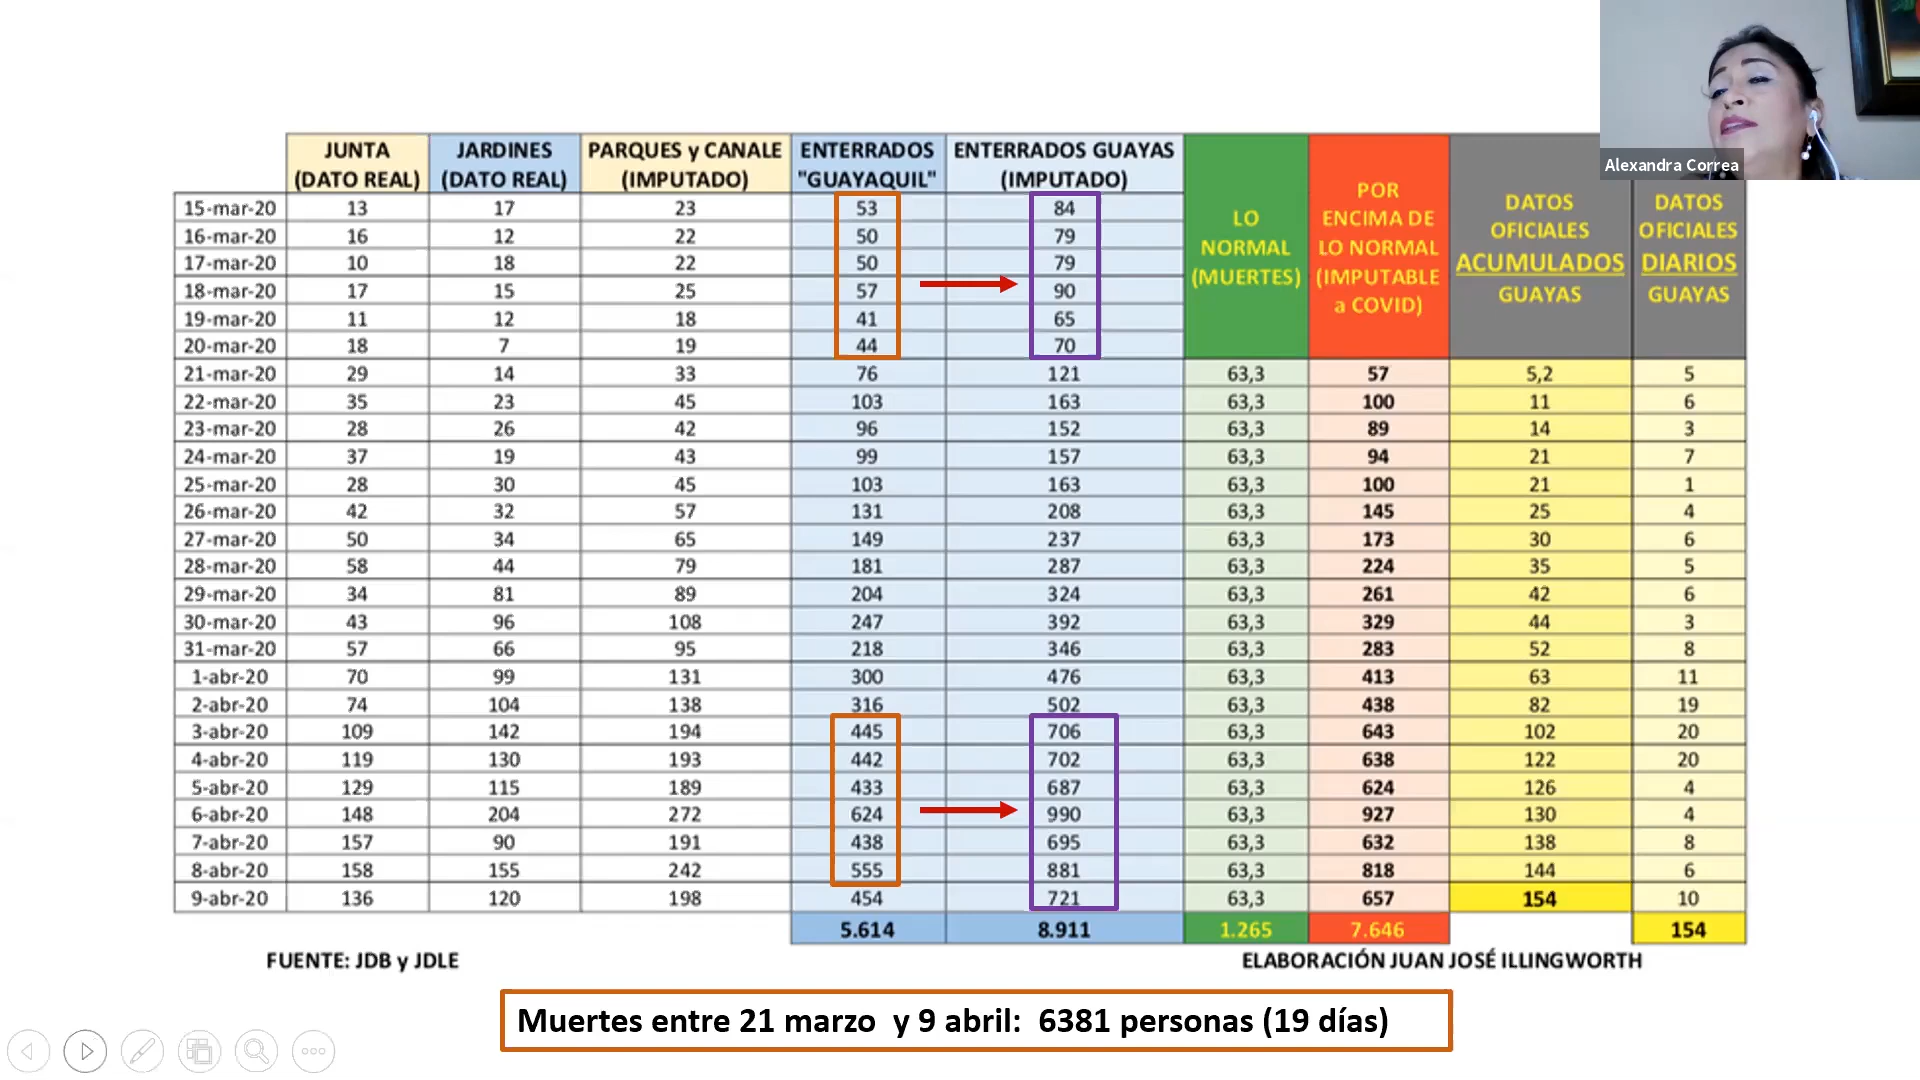 Alexandra Correa
JUNTA (DATO REAL) JARDINES (DATO REAL) PARQUES y CANALE (IMPUTADO) ENTERRADOS "GUAYAQUIL" ENTERRADOS GUAYAS (IMPUTADO) LO NORMAL (MUERTES) POR ENCIMA DE LO NORMAL (IMPUTABLE a COVID) DATOS OFICIALES ACUMULADOS GUAYAS DATOS OFICIALES DIARIOS GUAYAS
15-mar-20 13 17 23 53 84
16-mar-20 16 12 22 50 79
17-mar-20 10 18 22 50 79
18-mar-20 17 15 25 57 90
19-mar-20 11 12 18 41 65
20-mar-20 18 7 19 44 70
21-mar-20 29 14 33 76 121 63,3 57 5,2 5
22-mar-20 35 23 45 103 163 63,3 100 11 6
23-mar-20 28 26 42 96 152 63,3 89 14 3
24-mar-20 37 19 43 99 157 63,3 94 21 7
25-mar-20 28 30 45 103 163 63,3 100 21 1
26-mar-20 42 32 57 131 208 63,3 145 25 4
27-mar-20 50 34 65 149 237 63,3 173 30 6
28-mar-20 58 44 79 181 287 63,3 224 35 5
29-mar-20 34 81 89 204 324 63,3 261 42 6
30-mar-20 43 96 108 247 392 63,3 329 44 3
31-mar-20 57 66 95 218 346 63,3 283 52 8
1-abr-20 70 99 131 300 476 63,3 413 63 11
2-abr-20 74 104 138 316 502 63,3 438 82 19
3-abr-20 109 142 194 445 706 63,3 643 102 20
4-abr-20 119 130 193 442 702 63,3 638 122 20
5-abr-20 129 115 189 433 687 63,3 624 126 4
6-abr-20 148 204 272 624 990 63,3 927 130 4
7-abr-20 157 90 191 438 695 63,3 632 138 8
8-abr-20 158 155 242 555 881 63,3 818 144 6
9-abr-20 136 120 198 454 721 63,3 657 154 10
5.614 8.911 1.265 7.646 154
FUENTE: JDB y JDLE ELABORACIÓN JUAN JOSÉ ILLINGWORTH
Muertes entre 21 marzo y 9 abril: 6381 personas (19 días)